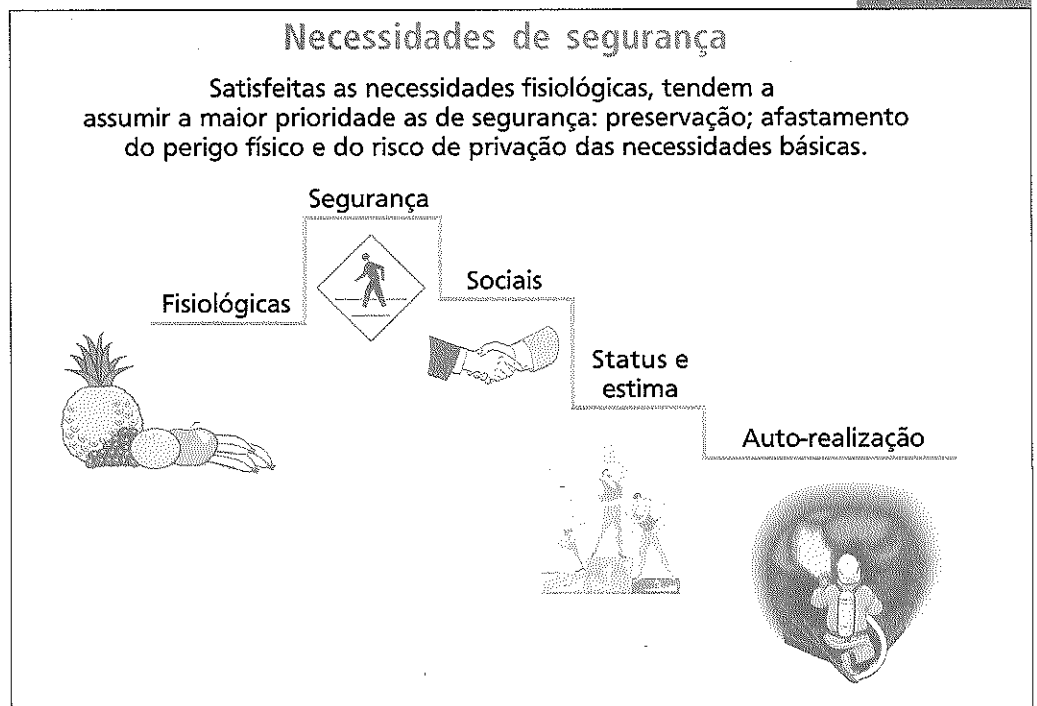 Necessidades de segurança
Satisfeitas as necessidades fisiológicas, tendem a
assumir a maior prioridade as de segurança: preservação; afastamento
do perigo físico e do risco de privação das necessidades básicas.
Segurança
Fisiológicas
Sociais
Status e
estima
Auto-realização